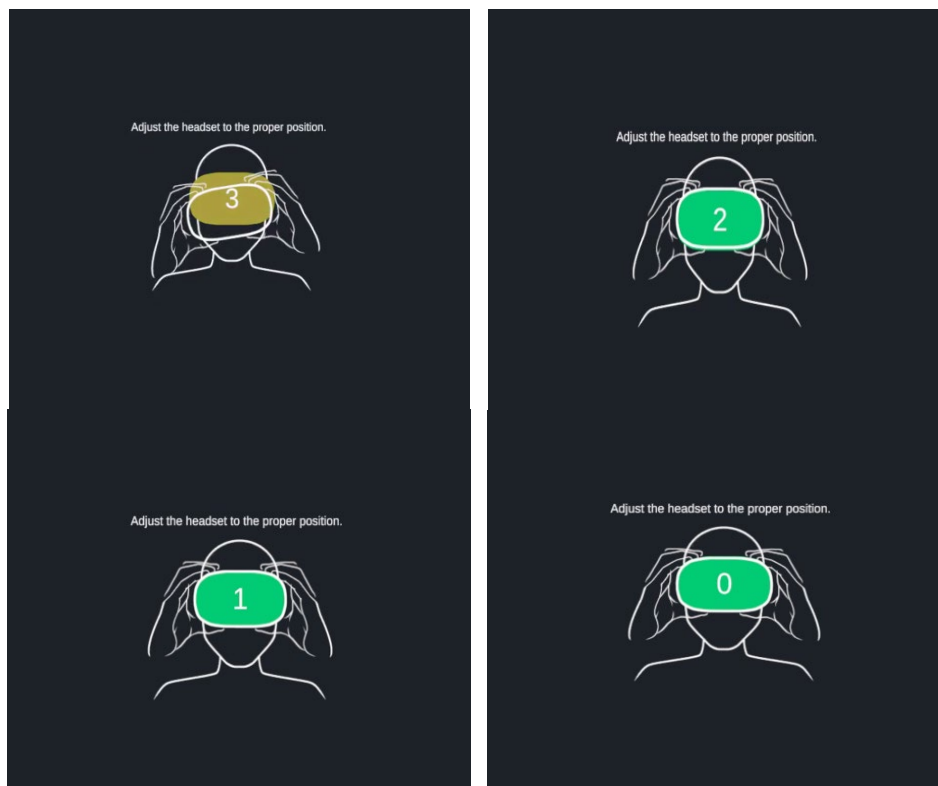 Adjust the headset to the proper position.
3
Adjust the headset to the proper position.
2
Adjust the headset to the proper position.
1
Adjust the headset to the proper position.
0